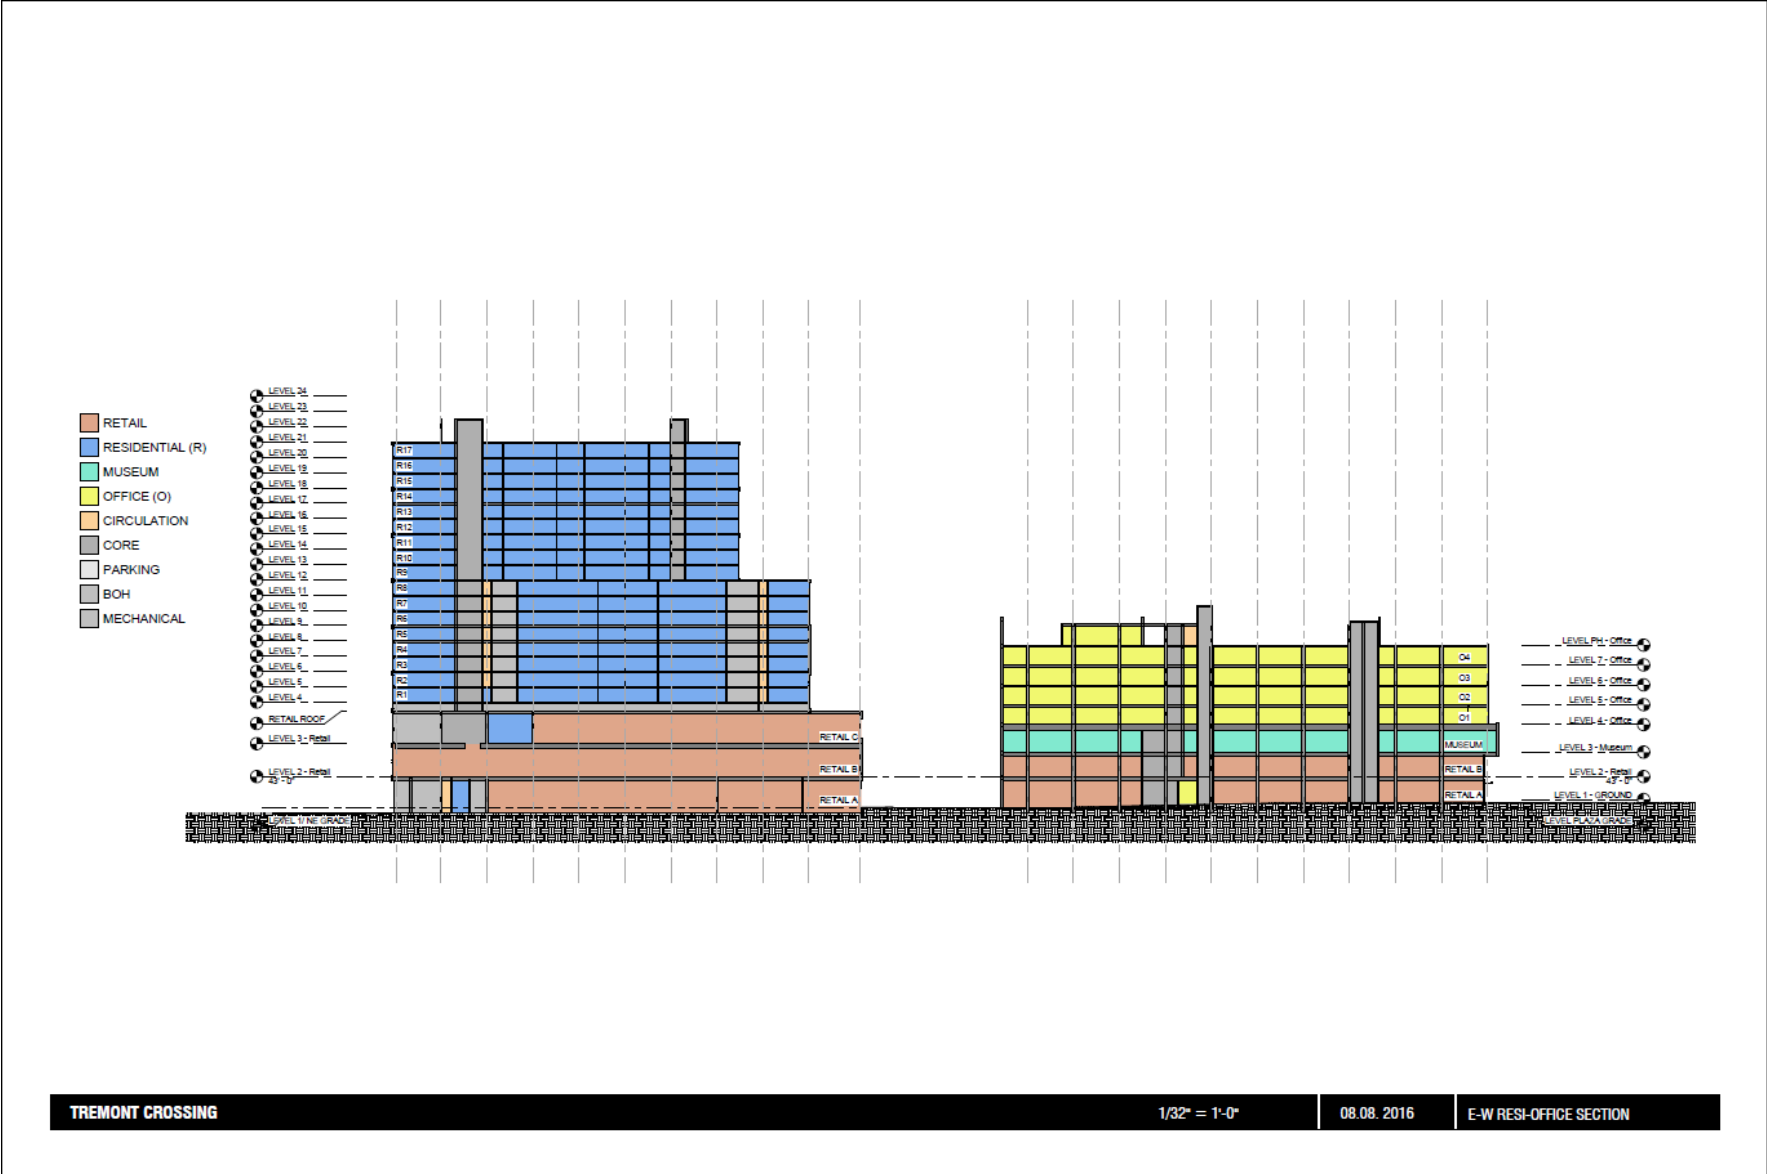 LEVEL 24
LEVEL 23
LEVEL 22
LEVEL 21
LEVEL 20
LEVEL 19
LEVEL 18
LEVEL 17
LEVEL 16
LEVEL 15
LEVEL 14
LEVEL 13
LEVEL 12
LEVEL 11
LEVEL 10
LEVEL 9
LEVEL 8
LEVEL 7
LEVEL 6
LEVEL 5
LEVEL 4
RETAIL ROOF
LEVEL 3 - Retail
LEVEL 2 - Retail
43' - 0"
LEVEL 1/ NE GRADE
RETAIL
RESIDENTIAL (R)
MUSEUM
OFFICE (O)
CIRCULATION
CORE
PARKING
BOH
MECHANICAL
R17
R16
R15
R14
R13
R12
R11
R10
R9
R8
R7
R6
R5
R4
R3
R2
R1
RETAIL C
RETAIL B
RETAIL A
O4
O3
O2
O1
MUSEUM
RETAIL B
RETAIL A
LEVEL PH - Office
LEVEL 7 - Office
LEVEL 6 - Office
LEVEL 5 - Office
LEVEL 4 - Office
LEVEL 3 - Museum
LEVEL 2 - Retail
43' - 0"
LEVEL 1 - GROUND
LEVEL PLAZA GRADE
TREMONT CROSSING
1/32" = 1'-0"
08.08. 2016
E-W RESI-OFFICE SECTION